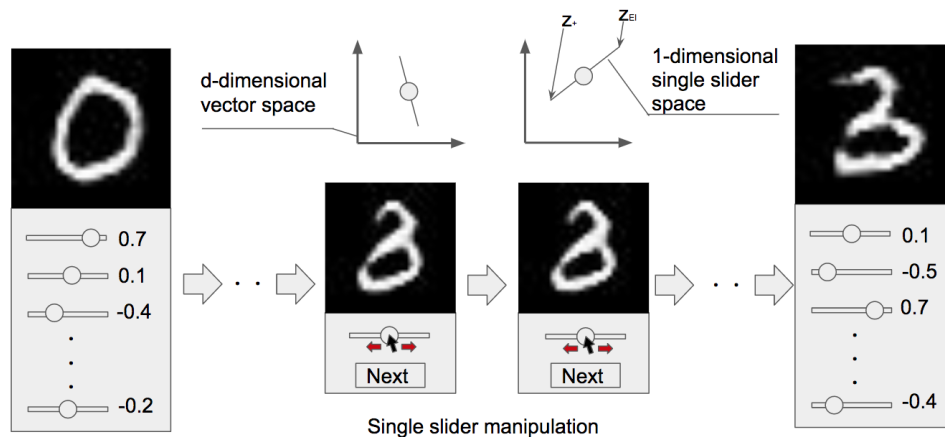 d-dimensional
vector space
z+
zEI
1-dimensional
single slider
space
0.7
0.1
-0.4
-0.2
Next
Next
0.1
-0.5
0.7
-0.4
Single slider manipulation